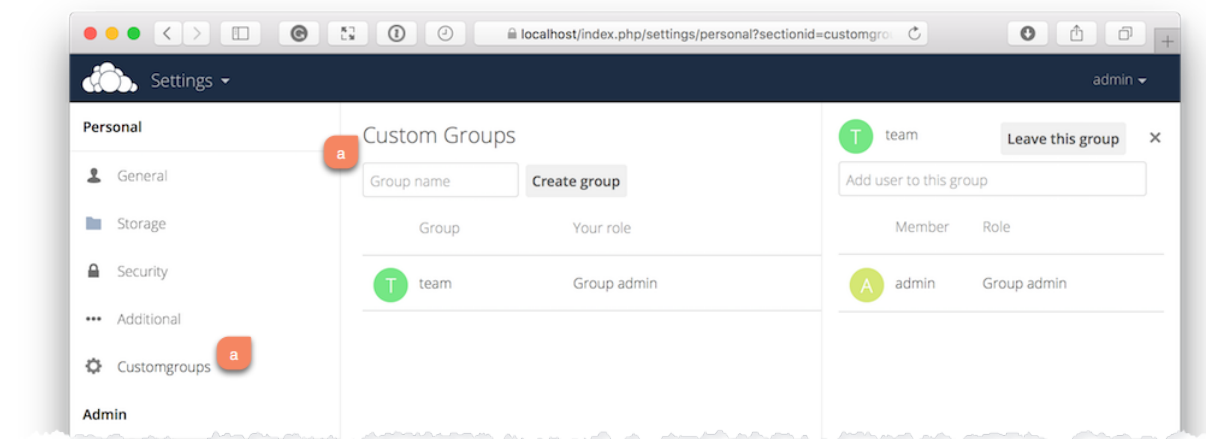 localhost/index.php/settings/personal?sectionid=customgro
Settings
admin
Personal
General
Storage
Security
Additional
Customgroups
a
Admin
a
Custom Groups
Group name
Create group
Group Your role
T team Group admin
T team
Leave this group
Add user to this group
Member Role
A admin Group admin